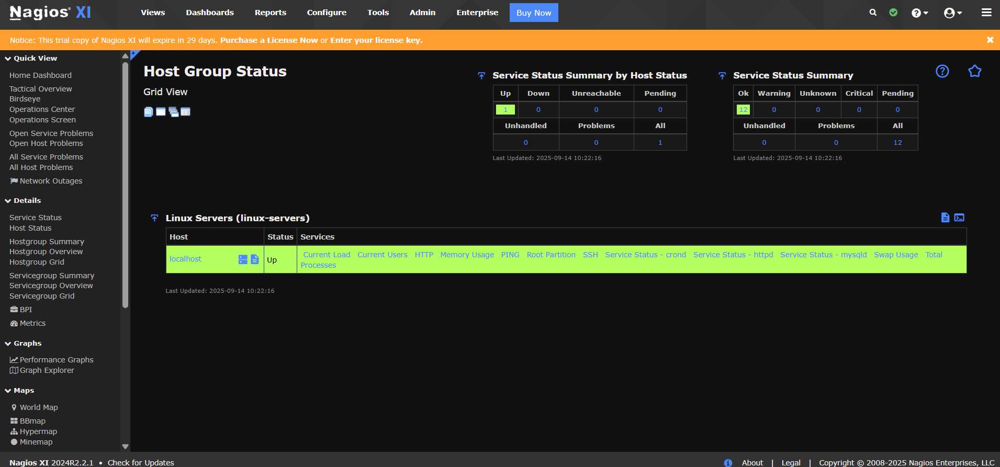 Nagios® XI Views Dashboards Reports Configure Tools Admin Enterprise Buy Now
Notice: This trial copy of Nagios XI will expire in 29 days. Purchase a License Now or Enter your license key.
Quick View
Home Dashboard
Tactical Overview
Birdseye
Operations Center
Operations Screen
Open Service Problems
Open Host Problems
All Service Problems
All Host Problems
Network Outages
Details
Service Status
Host Status
Hostgroup Summary
Hostgroup Overview
Hostgroup Grid
Servicegroup Summary
Servicegroup Overview
Servicegroup Grid
BPI
Metrics
Graphs
Performance Graphs
Graph Explorer
Maps
World Map
BBmap
Hypermap
Minemap
Host Group Status
Grid View
Service Status Summary by Host Status
Up Down Unreachable Pending
1 0 0 0
Unhandled Problems All
0 0 1
Last Updated: 2025-09-14 10:22:16
Service Status Summary
Ok Warning Unknown Critical Pending
12 0 0 0 0
Unhandled Problems All
0 0 12
Last Updated: 2025-09-14 10:22:16
Linux Servers (linux-servers)
Host Status Services
localhost Up Current Load Current Users HTTP Memory Usage PING Root Partition SSH Service Status - crond Service Status - httpd Service Status - mysqld Swap Usage Total
Processes
Last Updated: 2025-09-14 10:22:16
Nagios XI 2024R2.2.1 • Check for Updates About | Legal | Copyright © 2008-2025 Nagios Enterprises, LLC